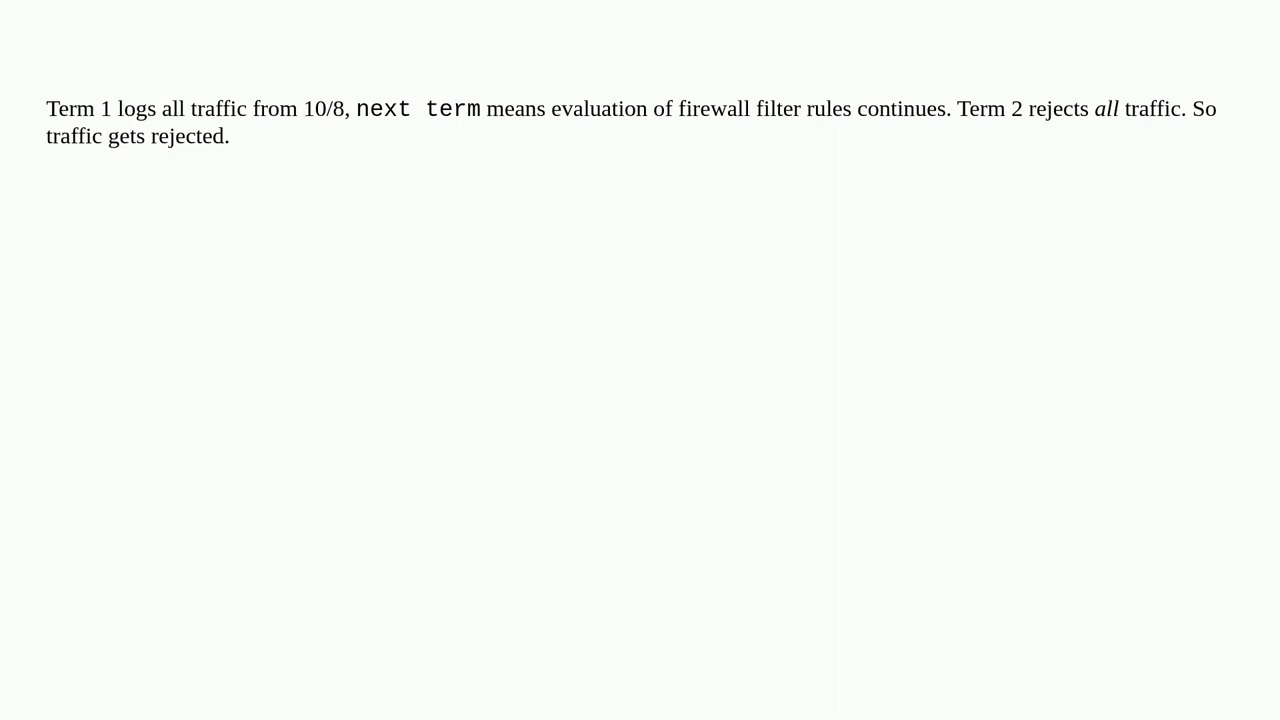 Term 1 logs all traffic from 10/8, next term means evaluation of firewall filter rules continues. Term 2 rejects all traffic. So
traffic gets rejected.